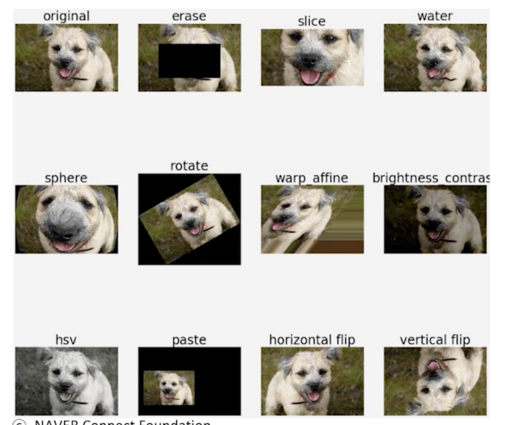 original erase slice water
sphere rotate warp_affine brightness_contras
hsv paste horizontal flip vertical flip
© NAVER Connect Foundation